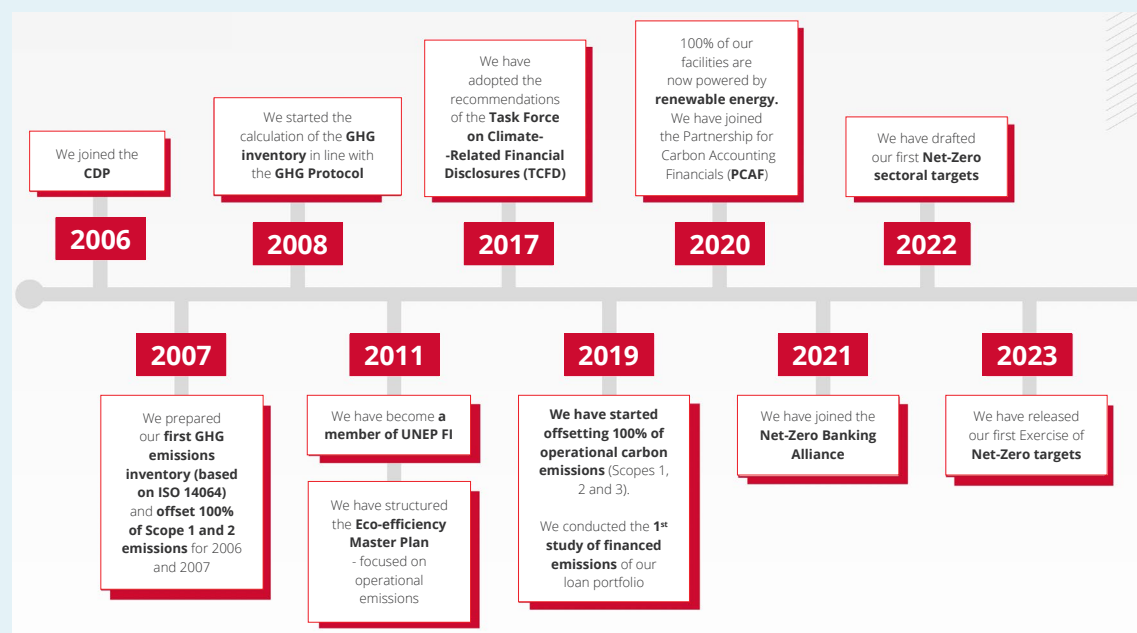 We joined the
CDP
2006
We started the
calculation of the GHG
inventory in line with
the GHG Protocol
2008
We have
adopted the
recommendations
of the Task Force
on Climate-
-Related Financial
Disclosures (TCFD)
2017
100% of our
facilities are
now powered by
renewable energy.
We have joined
the Partnership for
Carbon Accounting
Financials (PCAF)
2020
We have drafted
our first Net-Zero
sectoral targets
2022
2007
We prepared
our first GHG
emissions
inventory (based
on ISO 14064)
and offset 100%
of Scope 1 and 2
emissions for 2006
and 2007
2011
We have become a
member of UNEP FI
We have structured
the Eco-efficiency
Master Plan
- focused on
operational
emissions
2019
We have started
offsetting 100% of
operational carbon
emissions (Scopes 1,
2 and 3).
We conducted the 1st
study of financed
emissions of our
loan portfolio
2021
We have joined the
Net-Zero Banking
Alliance
2023
We have released
our first Exercise of
Net-Zero targets